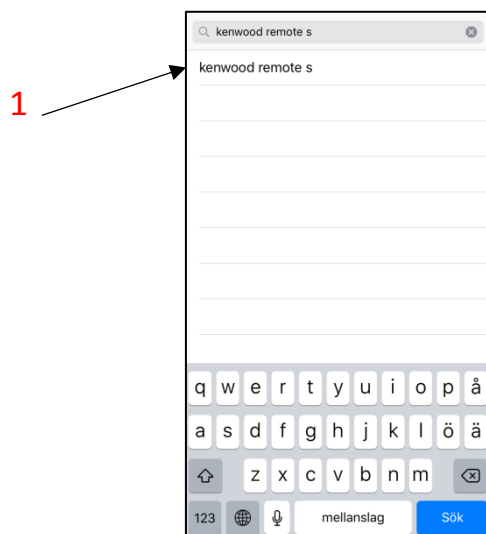 kenwood remote s
1
kenwood remote s
q w e r t y u i o p å
a s d f g h j k l ö ä
z x c v b n m
123 mellanslag Sök